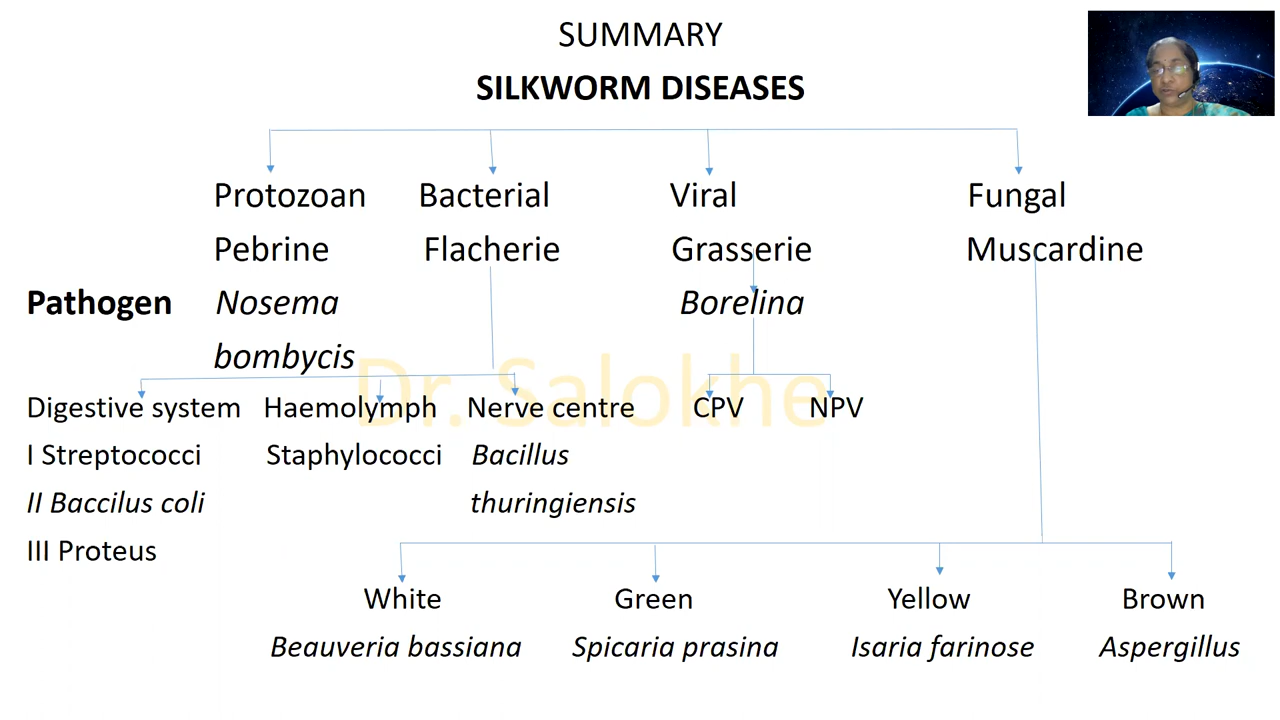 SUMMARY
SILKWORM DISEASES
Protozoan Bacterial Viral Fungal
Pebrine Flacherie Grasserie Muscardine
Pathogen Nosema Borelina
bombycis
Dr. Salokhe
Digestive system Haemolymph Nerve centre CPV NPV
I Streptococci Staphylococci Bacillus
II Baccilus coli thuringiensis
III Proteus
White Green Yellow Brown
Beauveria bassiana Spicaria prasina Isaria farinose Aspergillus